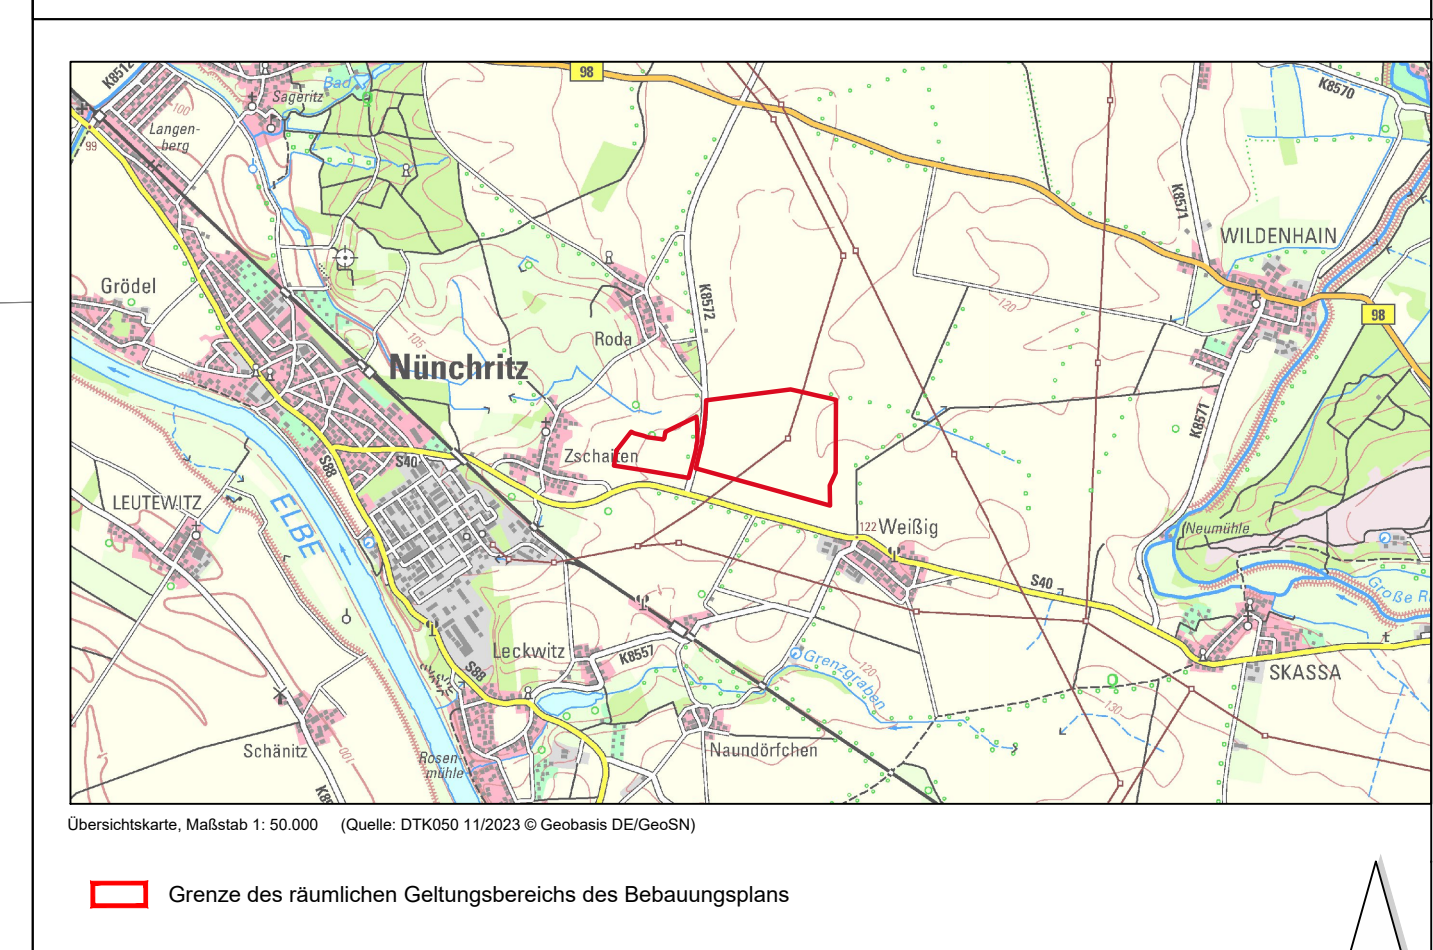 K8512
98
Bad
Sageritz
100
Langen-
berg
99
K8570
K8571
WILDENHAIN
Grödel
K8572
120
98
105
Roda
Nünchritz
K8571
Zschaiten
S40
S88
LEUTEWITZ
ELBE
122
Weißig
Neumühle
S40
Große R
Leckwitz
K8557
S88
Grenzgraben
120
SKASSA
130
Schänitz
100
Rosen
mühle
Naundörfchen
Übersichtskarte, Maßstab 1: 50.000 (Quelle: DTK050 11/2023 © Geobasis DE/GeoSN)
Grenze des räumlichen Geltungsbereichs des Bebauungsplans